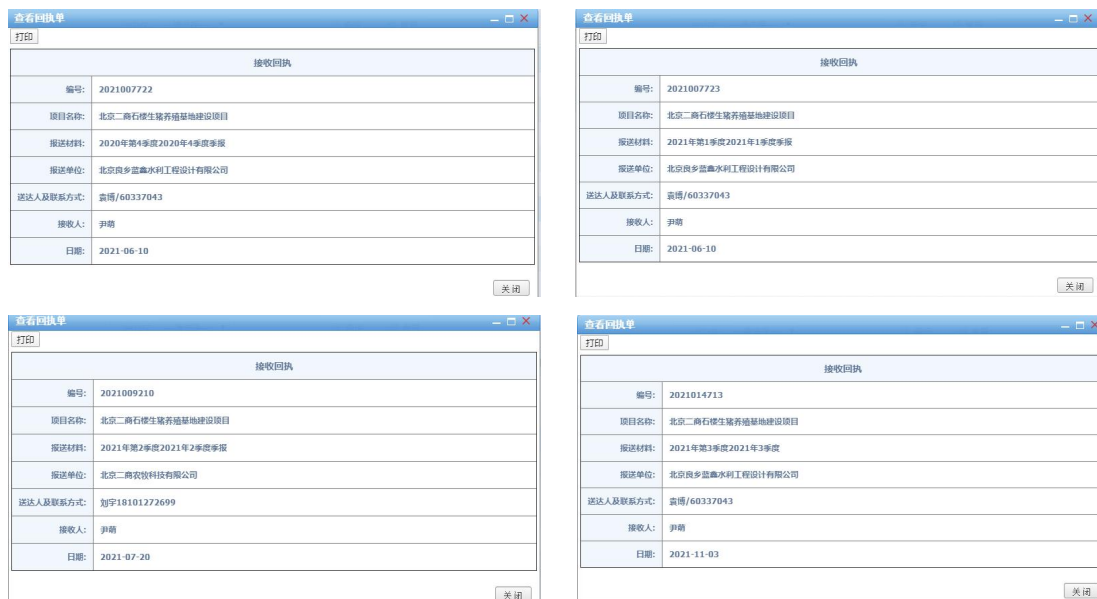 查看回执单
打印
接收回执
编号: 2021007722
项目名称: 北京二商石楼生猪养殖基地建设项目
报送材料: 2020年第4季度2020年4季度季报
报送单位: 北京良乡蓝鑫水利工程设计有限公司
送达人及联系方式: 袁博/60337043
接收人: 尹萌
日期: 2021-06-10
关闭
查看回执单
打印
接收回执
编号: 2021007723
项目名称: 北京二商石楼生猪养殖基地建设项目
报送材料: 2021年第1季度2021年1季度季报
报送单位: 北京良乡蓝鑫水利工程设计有限公司
送达人及联系方式: 袁博/60337043
接收人: 尹萌
日期: 2021-06-10
关闭
查看回执单
打印
接收回执
编号: 2021009210
项目名称: 北京二商石楼生猪养殖基地建设项目
报送材料: 2021年第2季度2021年2季度季报
报送单位: 北京二商农牧科技有限公司
送达人及联系方式: 刘宇18101272699
接收人: 尹萌
日期: 2021-07-20
关闭
查看回执单
打印
接收回执
编号: 2021014713
项目名称: 北京二商石楼生猪养殖基地建设项目
报送材料: 2021年第3季度2021年3季度
报送单位: 北京良乡蓝鑫水利工程设计有限公司
送达人及联系方式: 袁博/60337043
接收人: 尹萌
日期: 2021-11-03
关闭